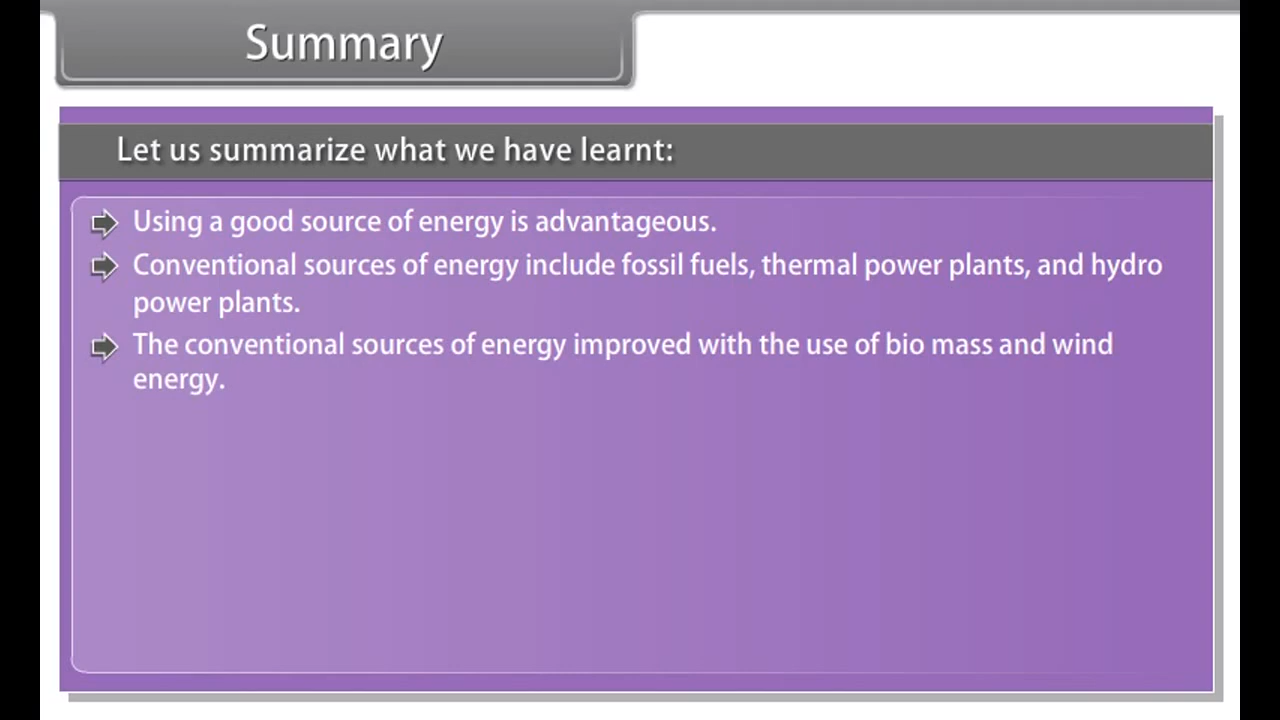 Summary
Let us summarize what we have learnt:
Using a good source of energy is advantageous.
Conventional sources of energy include fossil fuels, thermal power plants, and hydro
power plants.
The conventional sources of energy improved with the use of bio mass and wind
energy.